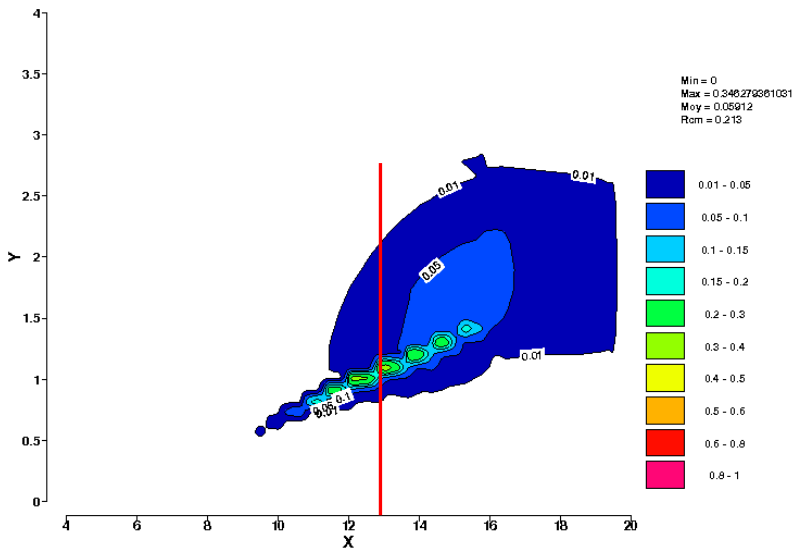 4
3.5
3
2.5
2
1.5
1
0.5
0
Y
4 6 8 10 12 14 16 18 20
X
0.01
0.01
0.05
0.01
0.1
0.05
0.01
Min = 0
Max = 0.346279361031
Moy = 0.05912
Rcm = 0.213
0.01 - 0.05
0.05 - 0.1
0.1 - 0.15
0.15 - 0.2
0.2 - 0.3
0.3 - 0.4
0.4 - 0.5
0.5 - 0.6
0.6 - 0.8
0.8 - 1